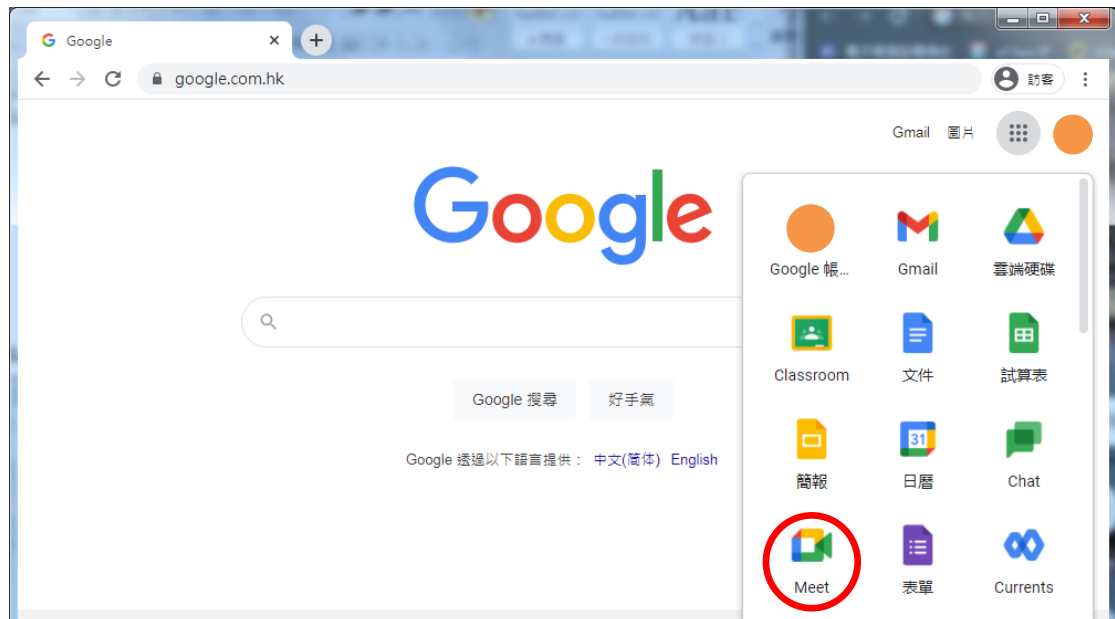 Google
google.com.hk
訪客
Gmail 圖片
Google
Google 帳...
Gmail
雲端硬碟
Classroom
文件
試算表
Google 搜尋
好手氣
Google 透過以下語言提供： 中文(简体) English
簡報
31
日曆
Chat
Meet
表單
Currents